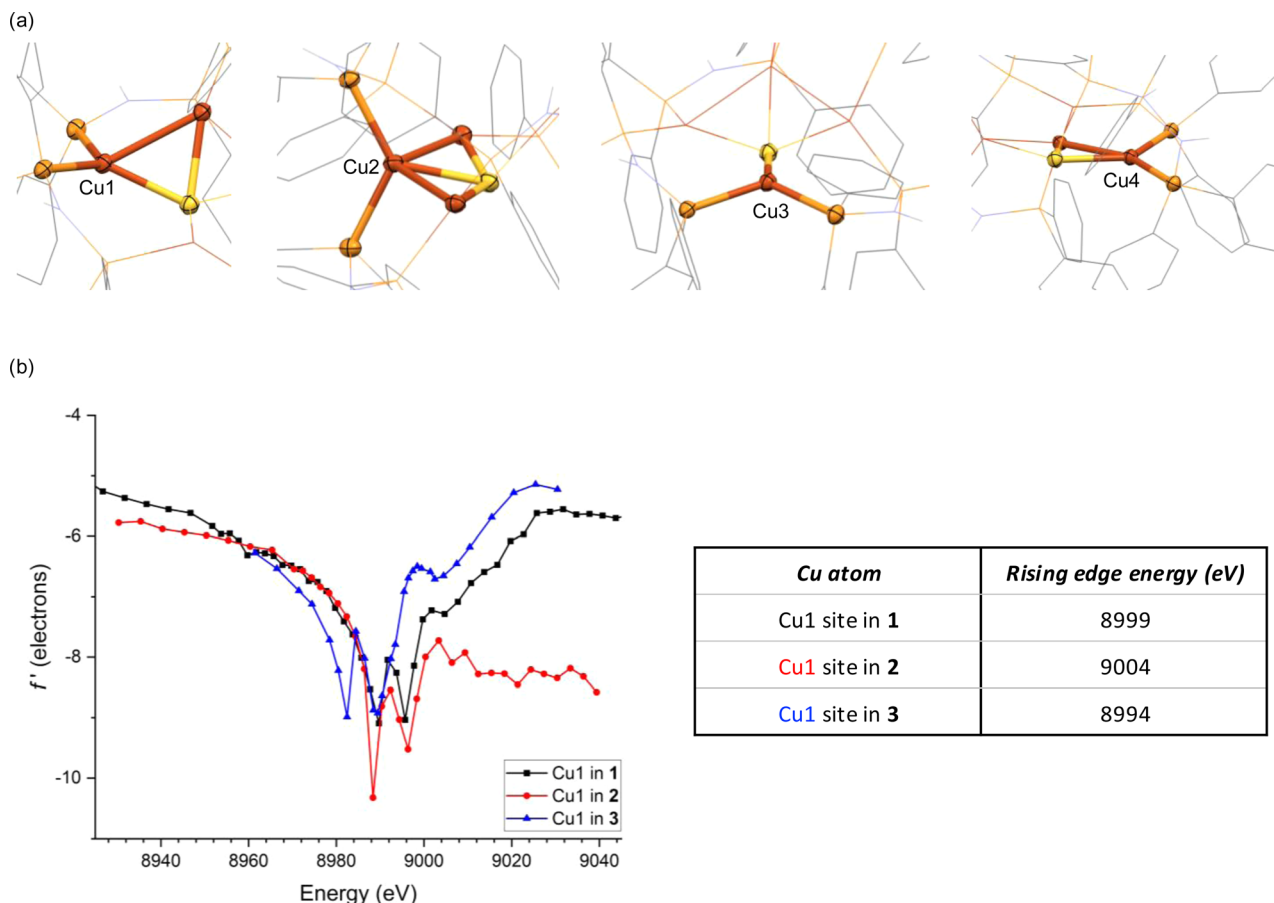 (a)
Cu1
Cu2
Cu3
Cu4
(b)
f' (electrons)
-4
-6
-8
-10
8940 8960 8980 9000 9020 9040
Energy (eV)
Cu1 in 1
Cu1 in 2
Cu1 in 3
Cu atom Rising edge energy (eV)
Cu1 site in 1 8999
Cu1 site in 2 9004
Cu1 site in 3 8994